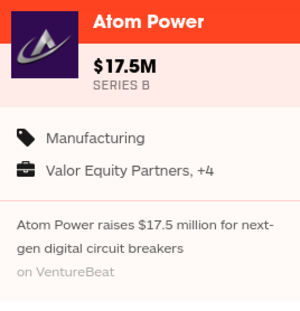 Atom Power
$17.5M
SERIES B
Manufacturing
Valor Equity Partners, +4
Atom Power raises $17.5 million for next-
gen digital circuit breakers
on VentureBeat